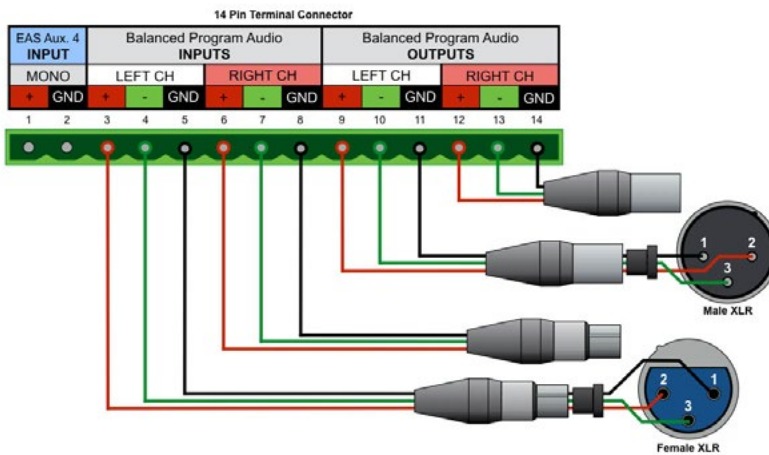 14 Pin Terminal Connector
EAS Aux. 4
INPUT
Balanced Program Audio
INPUTS
Balanced Program Audio
OUTPUTS
MONO
LEFT CH
RIGHT CH
LEFT CH
RIGHT CH
+ GND + - GND + - GND + - GND + - GND
1 2 3 4 5 6 7 8 9 10 11 12 13 14
1 2
3
Male XLR
2 1
3
Female XLR